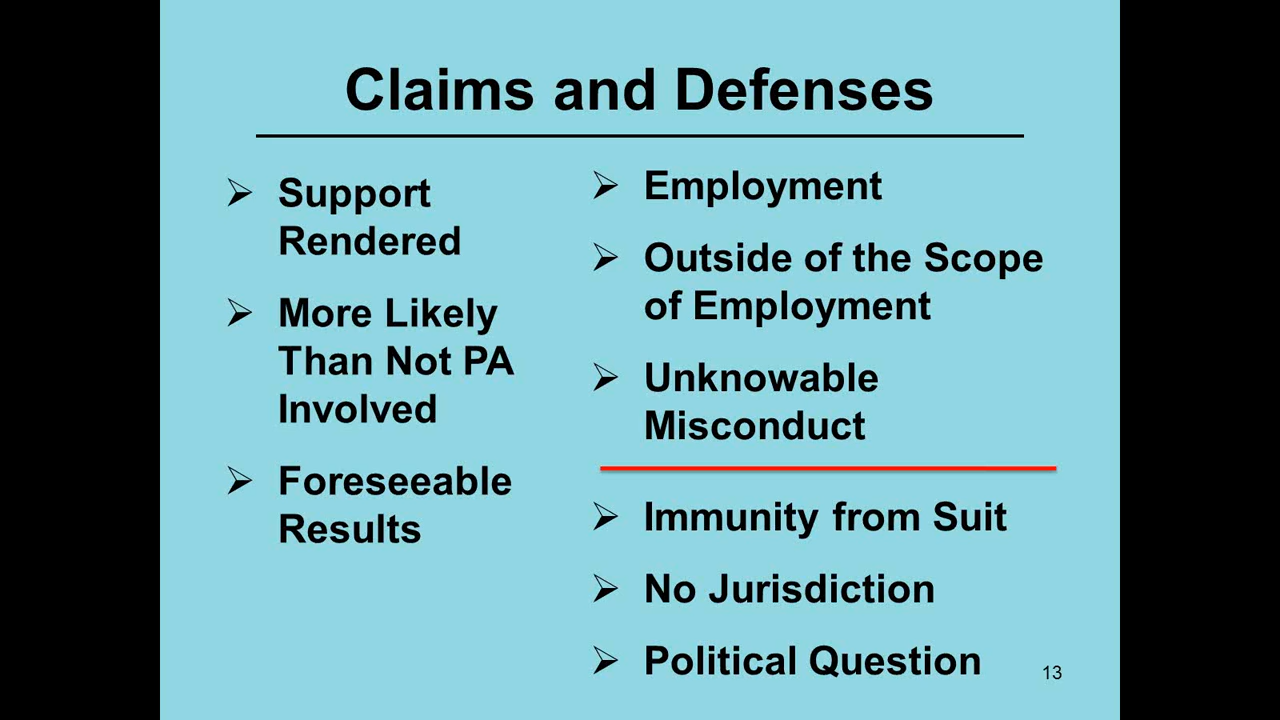 Claims and Defenses
➢ Support
Rendered
➢ More Likely
Than Not PA
Involved
➢ Foreseeable
Results
➢ Employment
➢ Outside of the Scope
of Employment
➢ Unknowable
Misconduct
➢ Immunity from Suit
➢ No Jurisdiction
➢ Political Question
13